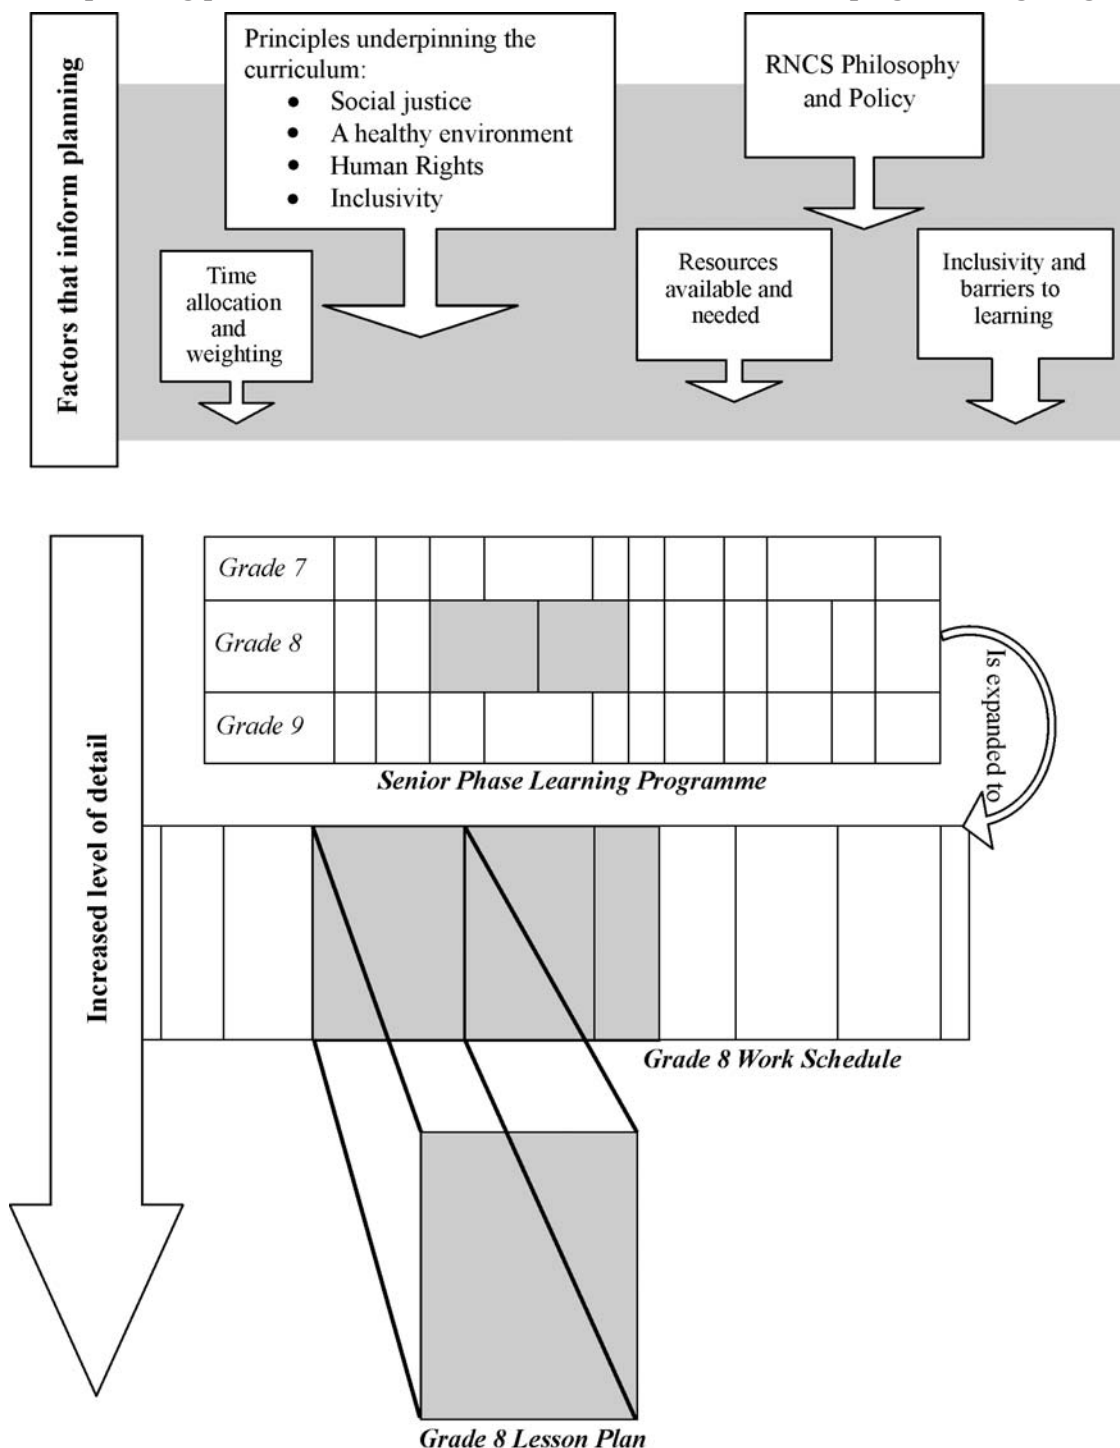 Factors that inform planning
Principles underpinning the
curriculum:
• Social justice
• A healthy environment
• Human Rights
• Inclusivity
RNCS Philosophy
and Policy
Time
allocation
and
weighting
Resources
available and
needed
Inclusivity and
barriers to
learning
Increased level of detail
Grade 7
Grade 8
Grade 9
Senior Phase Learning Programme
Is expanded to
Grade 8 Work Schedule
Grade 8 Lesson Plan